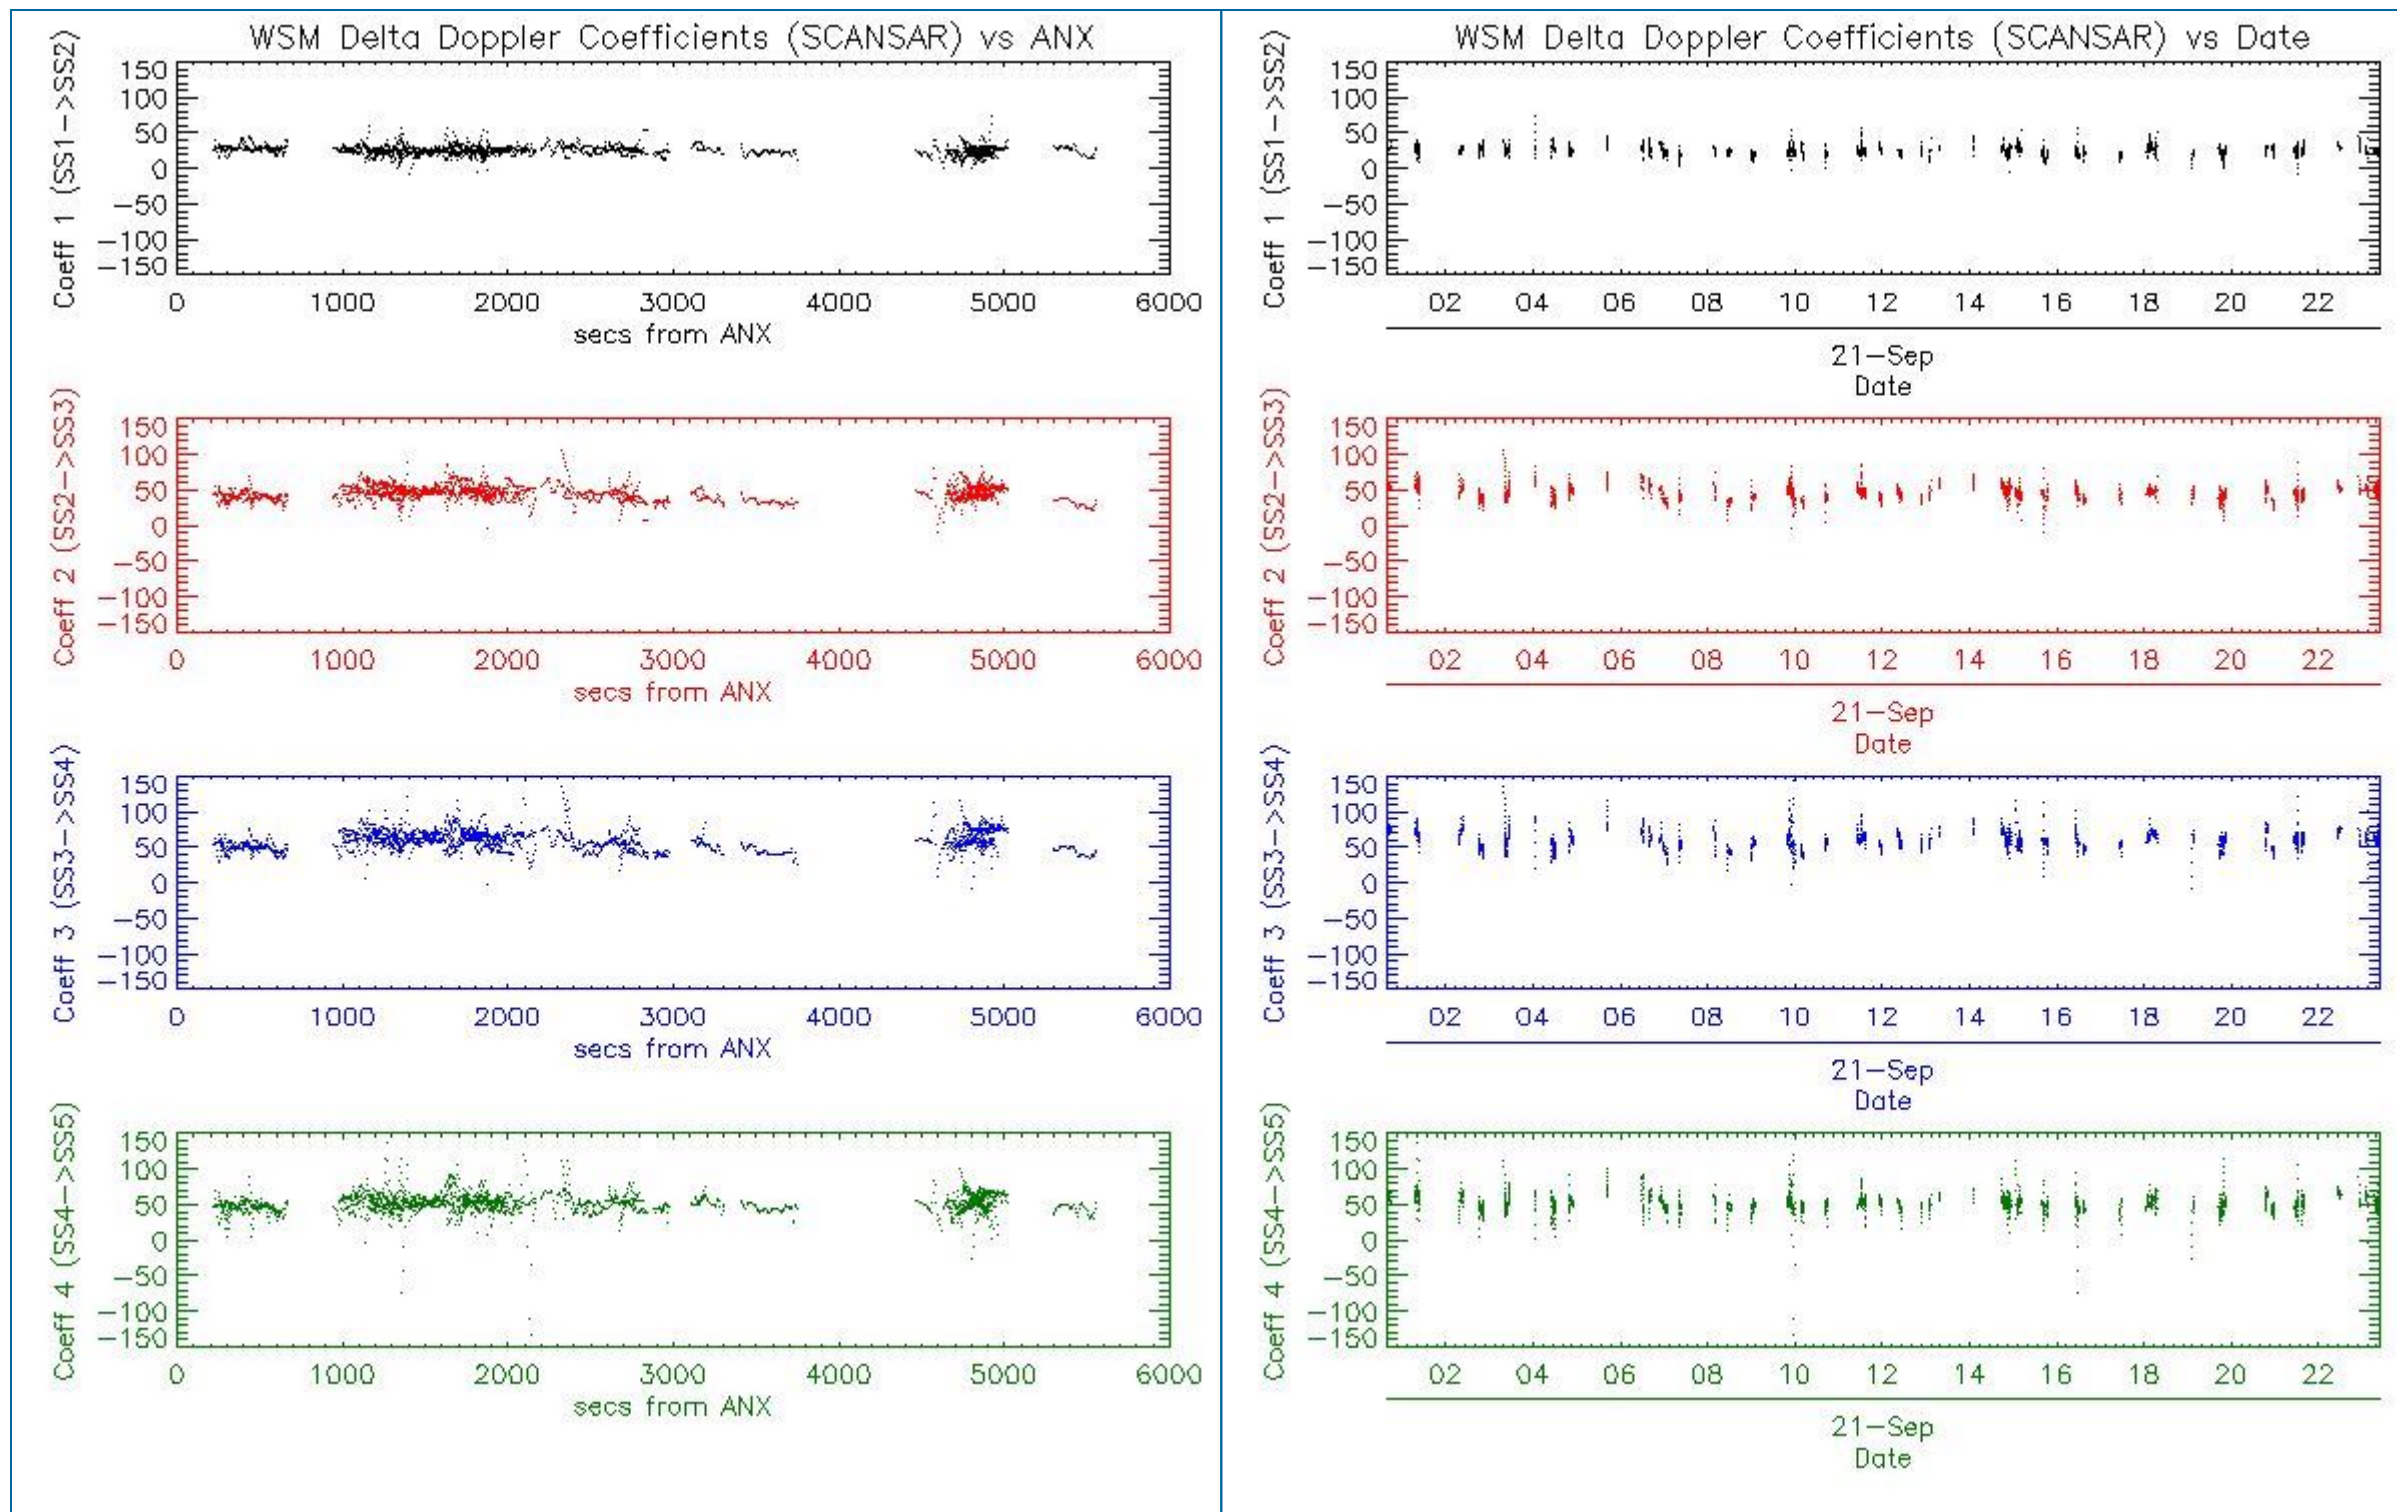 WSM Delta Doppler Coefficients (SCANSAR) vs ANX
Coeff 1 (SS1->SS2)
150
100
50
0
-50
-100
-150
0 1000 2000 3000 4000 5000 6000
secs from ANX
Coeff 2 (SS2->SS3)
150
100
50
0
-50
-100
-150
0 1000 2000 3000 4000 5000 6000
secs from ANX
Coeff 3 (SS3->SS4)
150
100
50
0
-50
-100
-150
0 1000 2000 3000 4000 5000 6000
secs from ANX
Coeff 4 (SS4->SS5)
150
100
50
0
-50
-100
-150
0 1000 2000 3000 4000 5000 6000
secs from ANX
WSM Delta Doppler Coefficients (SCANSAR) vs Date
Coeff 1 (SS1->SS2)
150
100
50
0
-50
-100
-150
02 04 06 08 10 12 14 16 18 20 22
21-Sep
Date
Coeff 2 (SS2->SS3)
150
100
50
0
-50
-100
-150
02 04 06 08 10 12 14 16 18 20 22
21-Sep
Date
Coeff 3 (SS3->SS4)
150
100
50
0
-50
-100
-150
02 04 06 08 10 12 14 16 18 20 22
21-Sep
Date
Coeff 4 (SS4->SS5)
150
100
50
0
-50
-100
-150
02 04 06 08 10 12 14 16 18 20 22
21-Sep
Date